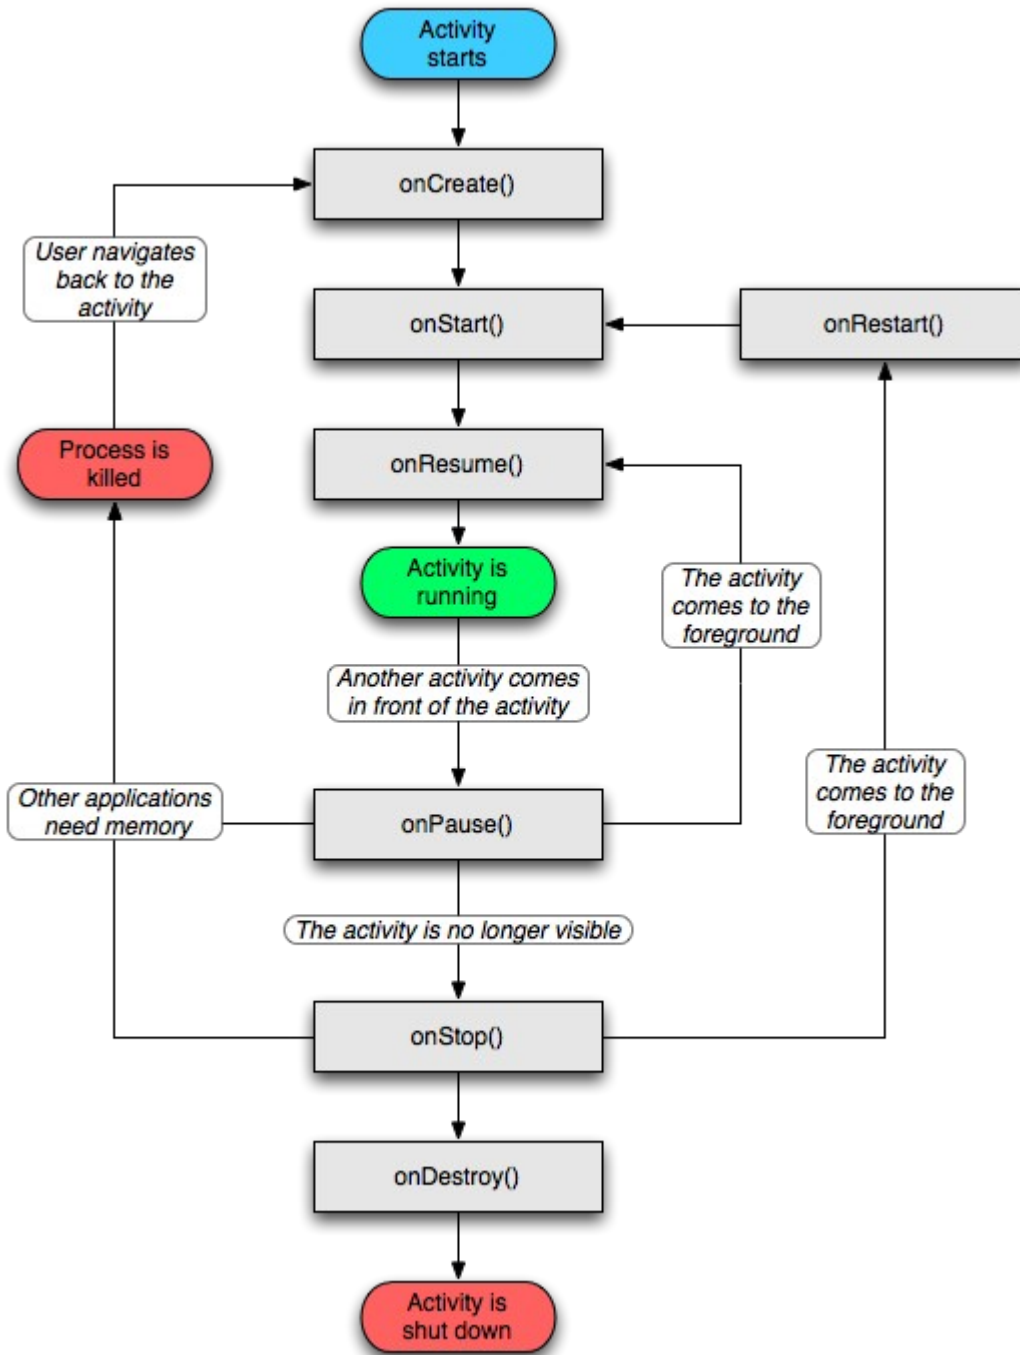 Activity
starts
onCreate()
User navigates
back to the
activity
onStart()
onRestart()
Process is
killed
onResume()
Activity is
running
The activity
comes to the
foreground
Another activity comes
in front of the activity
The activity
comes to the
foreground
Other applications
need memory
onPause()
The activity is no longer visible
onStop()
onDestroy()
Activity is
shut down